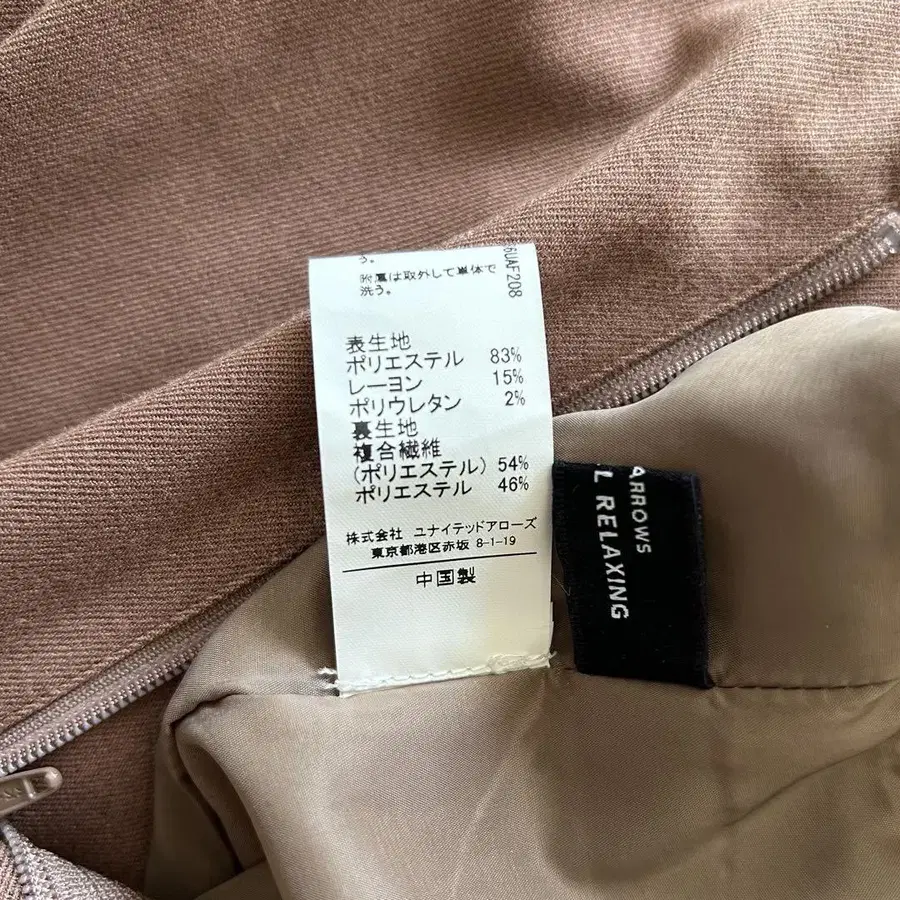 う。
附属は取外して単体で
洗う。
6UAF208
表生地
ポリエステル 83%
レーヨン 15%
ポリウレタン 2%
裏生地
複合繊維
(ポリエステル) 54%
ポリエステル 46%
株式会社 ユナイテッドアローズ
東京都港区赤坂 8-1-19
中国製
ARROWS
L RELAXING